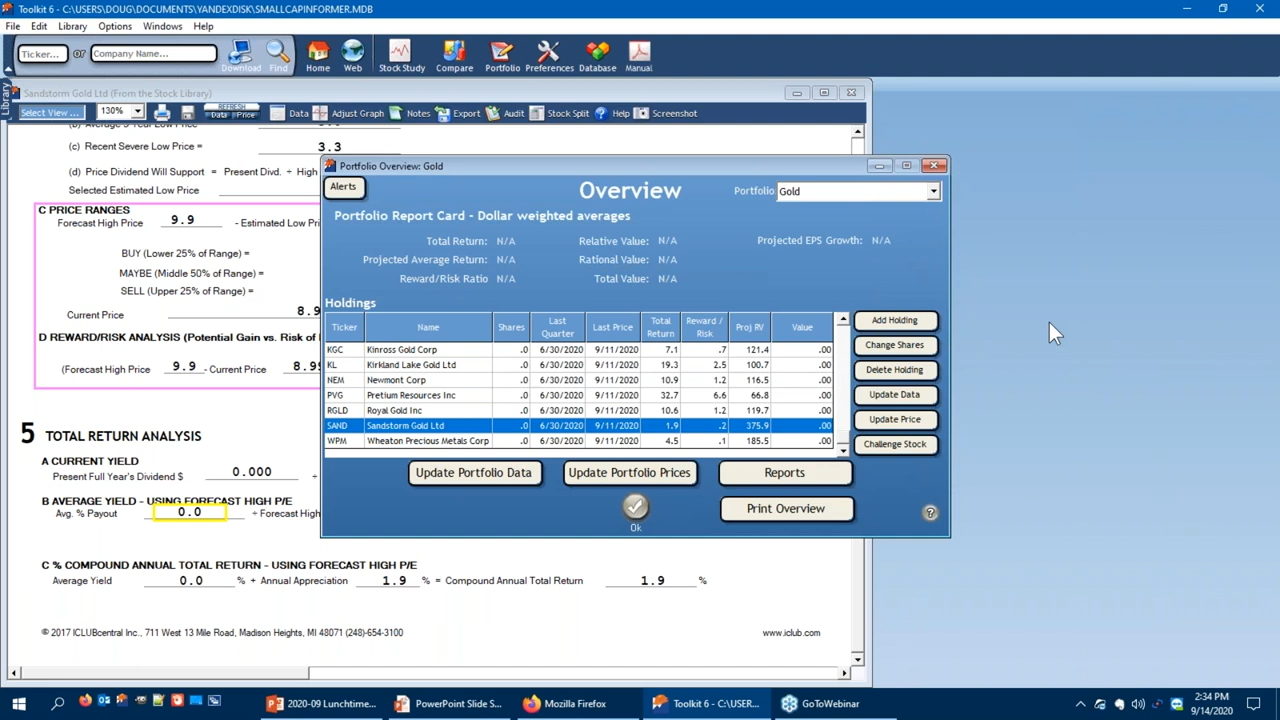 Toolkit 6 - C:\USERS\DOUG\DOCUMENTS\YANDEXDISK\SMALLCAPINFORMER.MDB
File Edit Library Options Windows Help
Ticker... or Company Name... Download Find Home Web Stock Study Compare Portfolio Preferences Database Manual
Library
Sandstorm Gold Ltd (From the Stock Library)
Select View ... 130% REFRESH Data | Price Data Adjust Graph Notes Export Audit Stock Split Help Screenshot
(c) Recent Severe Low Price = 3.3
(d) Price Dividend Will Support = Present Divd. ÷ High
Selected Estimated Low Price
C PRICE RANGES
Forecast High Price 9.9 - Estimated Low Pri
BUY (Lower 25% of Range) =
MAYBE (Middle 50% of Range) =
SELL (Upper 25% of Range) =
Current Price 8.9
D REWARD/RISK ANALYSIS (Potential Gain vs. Risk of
(Forecast High Price 9.9 - Current Price 8.99
5 TOTAL RETURN ANALYSIS
A CURRENT YIELD
Present Full Year's Dividend $ 0.000 ÷
B AVERAGE YIELD - USING FORECAST HIGH P/E
Avg. % Payout 0.0 ÷ Forecast High
C % COMPOUND ANNUAL TOTAL RETURN - USING FORECAST HIGH P/E
Average Yield 0.0 % + Annual Appreciation 1.9 % = Compound Annual Total Return 1.9 %
© 2017 ICLUBcentral Inc., 711 West 13 Mile Road, Madison Heights, MI 48071 (248)-654-3100 www.iclub.com
Portfolio Overview: Gold
Alerts Overview Portfolio: Gold
Portfolio Report Card - Dollar weighted averages
Total Return: N/A Relative Value: N/A Projected EPS Growth: N/A
Projected Average Return: N/A Rational Value: N/A
Reward/Risk Ratio N/A Total Value: N/A
Holdings
Ticker Name Shares Last Quarter Last Price Total Return Reward / Risk Proj RV Value
KGC Kinross Gold Corp .0 6/30/2020 9/11/2020 7.1 .7 121.4 .00
KL Kirkland Lake Gold Ltd .0 6/30/2020 9/11/2020 19.3 2.5 100.7 .00
NEM Newmont Corp .0 6/30/2020 9/11/2020 10.9 1.2 116.5 .00
PVG Pretium Resources Inc .0 6/30/2020 9/11/2020 32.7 6.6 66.8 .00
RGLD Royal Gold Inc .0 6/30/2020 9/11/2020 10.6 1.2 119.7 .00
SAND Sandstorm Gold Ltd .0 6/30/2020 9/11/2020 1.9 .2 375.9 .00
WPM Wheaton Precious Metals Corp .0 6/30/2020 9/11/2020 4.5 .1 185.5 .00
Add Holding
Change Shares
Delete Holding
Update Data
Update Price
Challenge Stock
Update Portfolio Data Update Portfolio Prices Reports
Ok Print Overview ?
2020-09 Lunchtime... PowerPoint Slide S... Mozilla Firefox Toolkit 6 - C:\USER... GoToWebinar
2:34 PM
9/14/2020